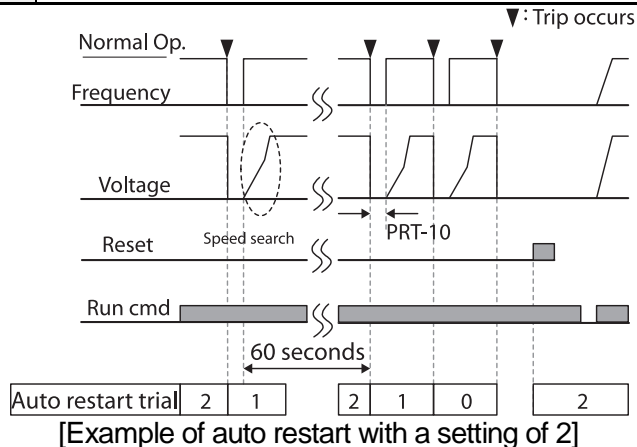 ▼: Trip occurs
Normal Op.
Frequency
Voltage
Speed search
PRT-10
Reset
Run cmd
60 seconds
Auto restart trial 2 1 2 1 0 2
[Example of auto restart with a setting of 2]